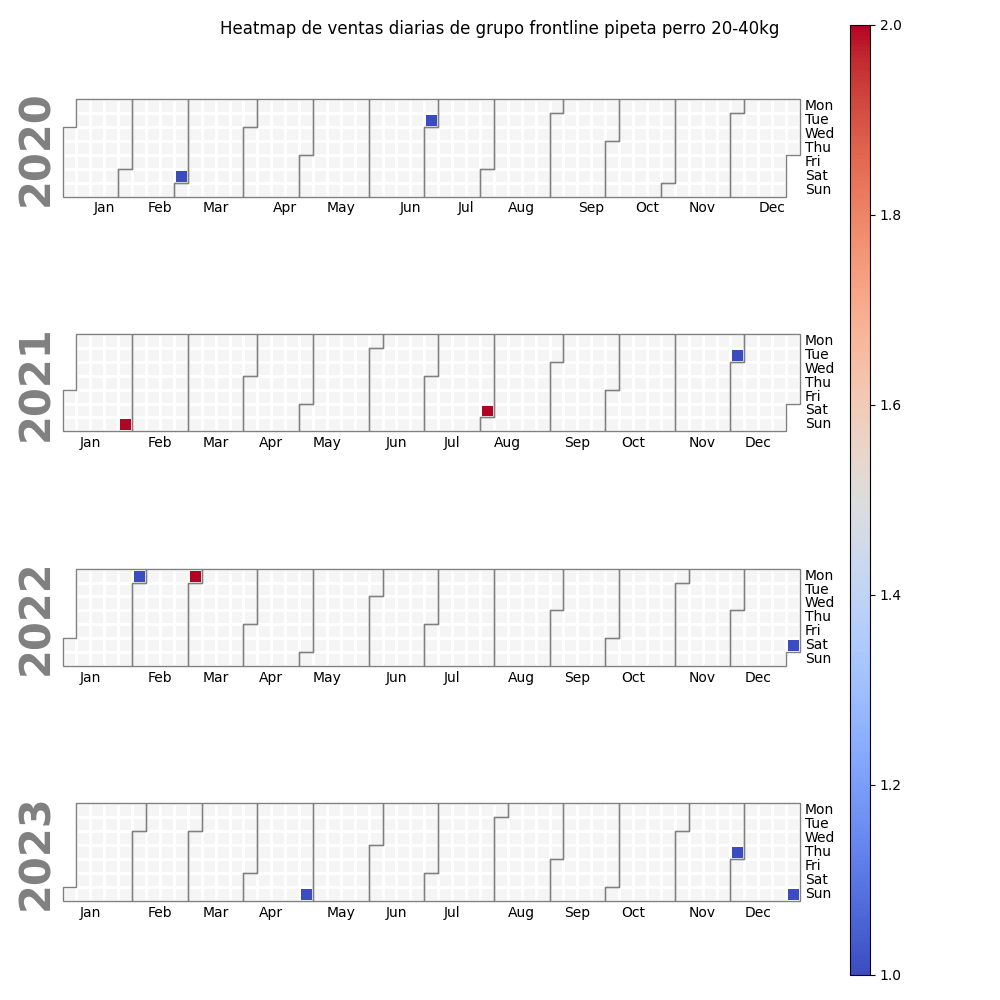 Heatmap de ventas diarias de grupo frontline pipeta perro 20-40kg
2020
Mon
Tue
Wed
Thu
Fri
Sat
Sun
Jan Feb Mar Apr May Jun Jul Aug Sep Oct Nov Dec
2021
Mon
Tue
Wed
Thu
Fri
Sat
Sun
Jan Feb Mar Apr May Jun Jul Aug Sep Oct Nov Dec
2022
Mon
Tue
Wed
Thu
Fri
Sat
Sun
Jan Feb Mar Apr May Jun Jul Aug Sep Oct Nov Dec
2023
Mon
Tue
Wed
Thu
Fri
Sat
Sun
Jan Feb Mar Apr May Jun Jul Aug Sep Oct Nov Dec
2.0
1.8
1.6
1.4
1.2
1.0